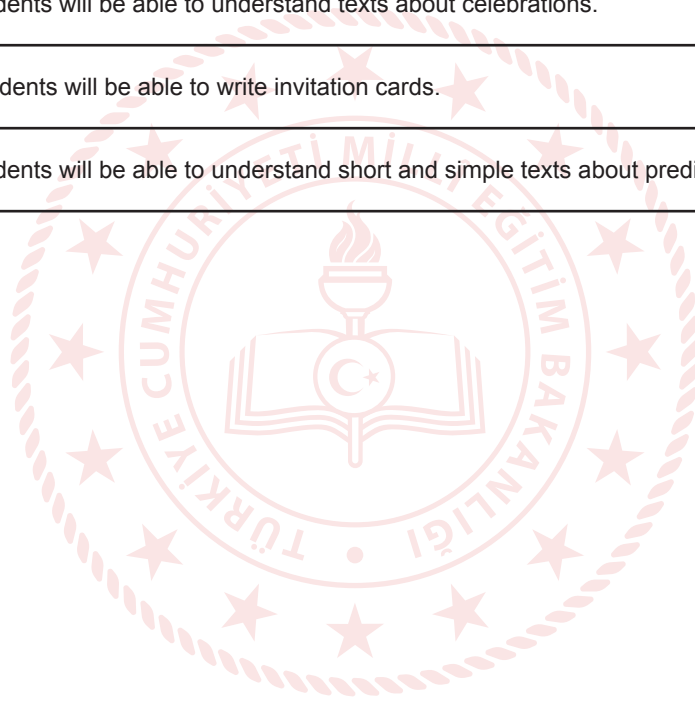 dents will be able to understand texts about celebrations.
dents will be able to write invitation cards.
dents will be able to understand short and simple texts about predi
TÜRKİYE CUMHURİYETİ MİLLİ EĞİTİM BAKANLIĞI